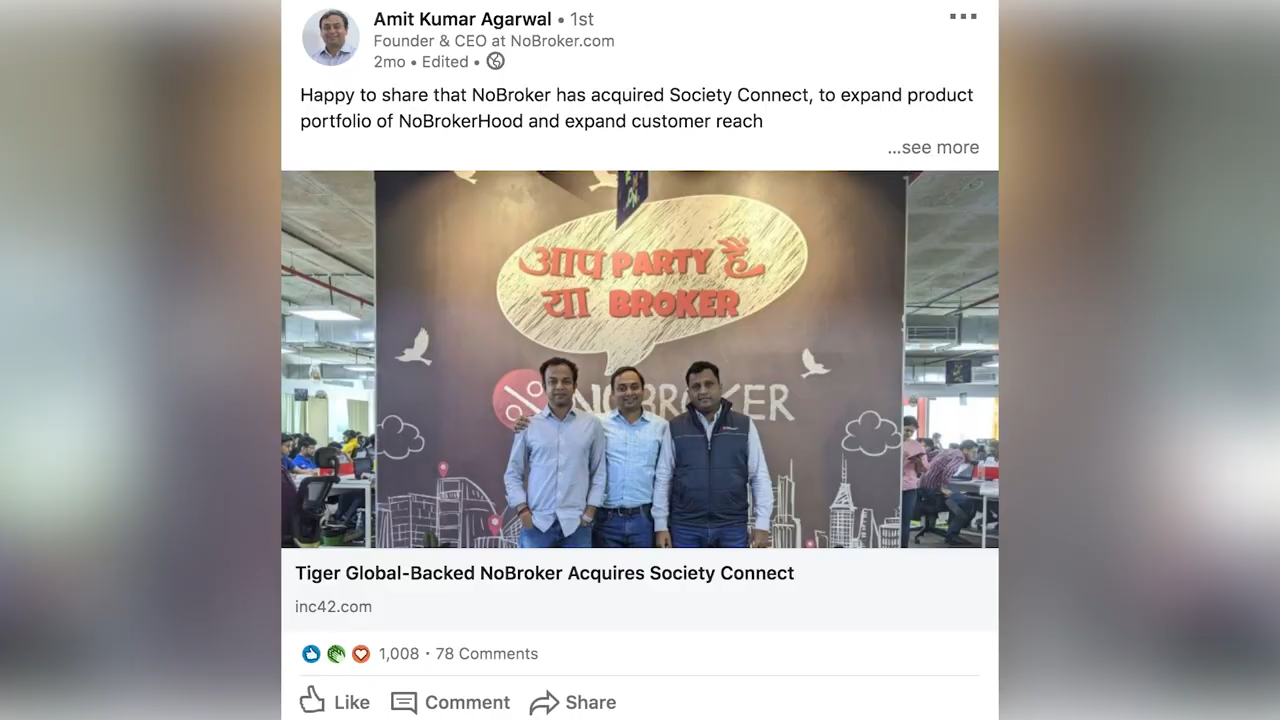 Amit Kumar Agarwal • 1st
Founder & CEO at NoBroker.com
2mo • Edited •
Happy to share that NoBroker has acquired Society Connect, to expand product
portfolio of NoBrokerHood and expand customer reach
...see more
आप PARTY हैं
या BROKER
NOBROKER
Tiger Global-Backed NoBroker Acquires Society Connect
inc42.com
1,008 • 78 Comments
Like Comment Share